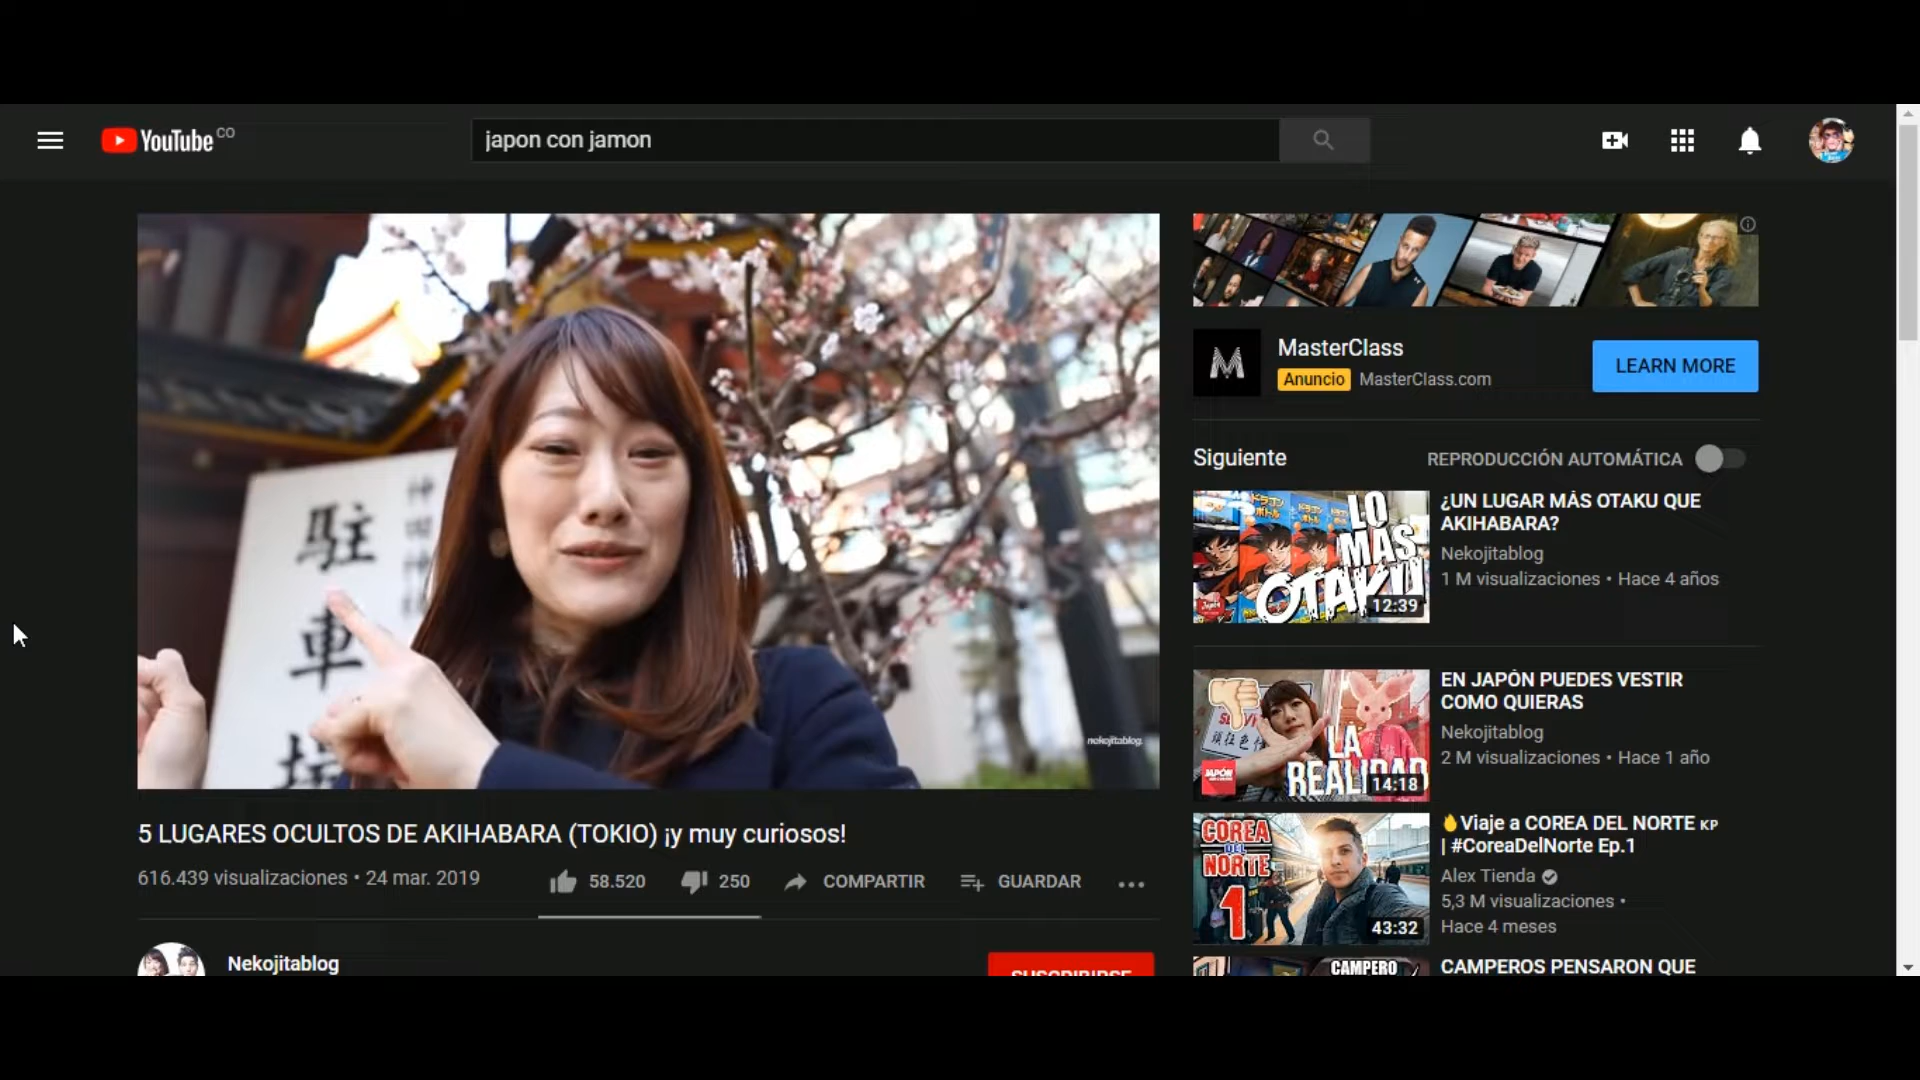 YouTube CO
japon con jamon
駐
車
場
nekojitablog.
5 LUGARES OCULTOS DE AKIHABARA (TOKIO) ¡y muy curiosos!
616.439 visualizaciones • 24 mar. 2019
58.520
250
COMPARTIR
GUARDAR
Nekojitablog
SUSCRIBIRSE
MasterClass
Anuncio MasterClass.com
LEARN MORE
Siguiente
REPRODUCCIÓN AUTOMÁTICA
LO
MÁS
OTAKU
12:39
¿UN LUGAR MÁS OTAKU QUE
AKIHABARA?
Nekojitablog
1 M visualizaciones • Hace 4 años
LA
REALIDAD
JAPÓN
14:18
EN JAPÓN PUEDES VESTIR
COMO QUIERAS
Nekojitablog
2 M visualizaciones • Hace 1 año
COREA
DEL
NORTE
1
43:32
🔥Viaje a COREA DEL NORTE KP
| #CoreaDelNorte Ep.1
Alex Tienda
5,3 M visualizaciones •
Hace 4 meses
CAMPERO
CAMPEROS PENSARON QUE